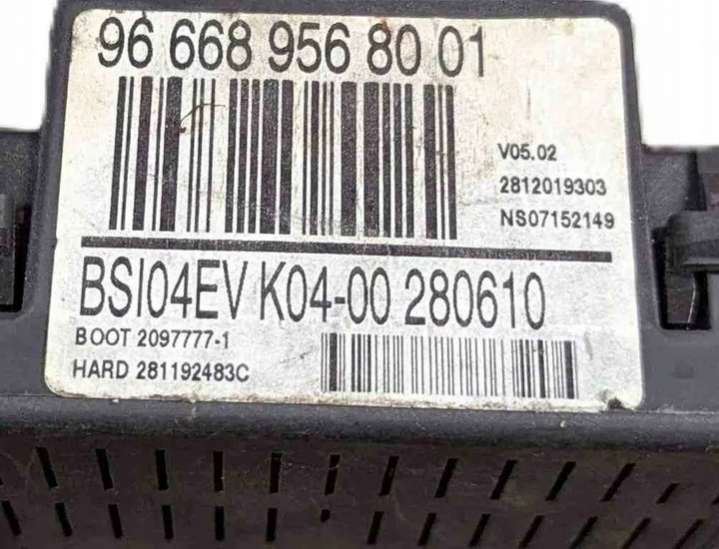 96 668 956 80 01
V05.02
2812019303
NS07152149
BSI04EV K04-00 280610
BOOT 2097777-1
HARD 281192483C